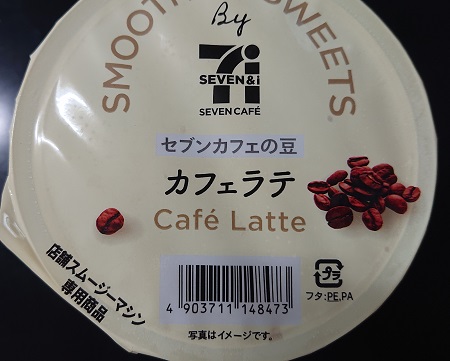 By
SMOOTH SWEETS
7i
SEVEN&i
SEVEN CAFÉ
セブンカフェの豆
カフェラテ
Café Latte
店舗スムージーマシン
専用商品
4 903711 148473
プラ
フタ:PE,PA
写真はイメージです。